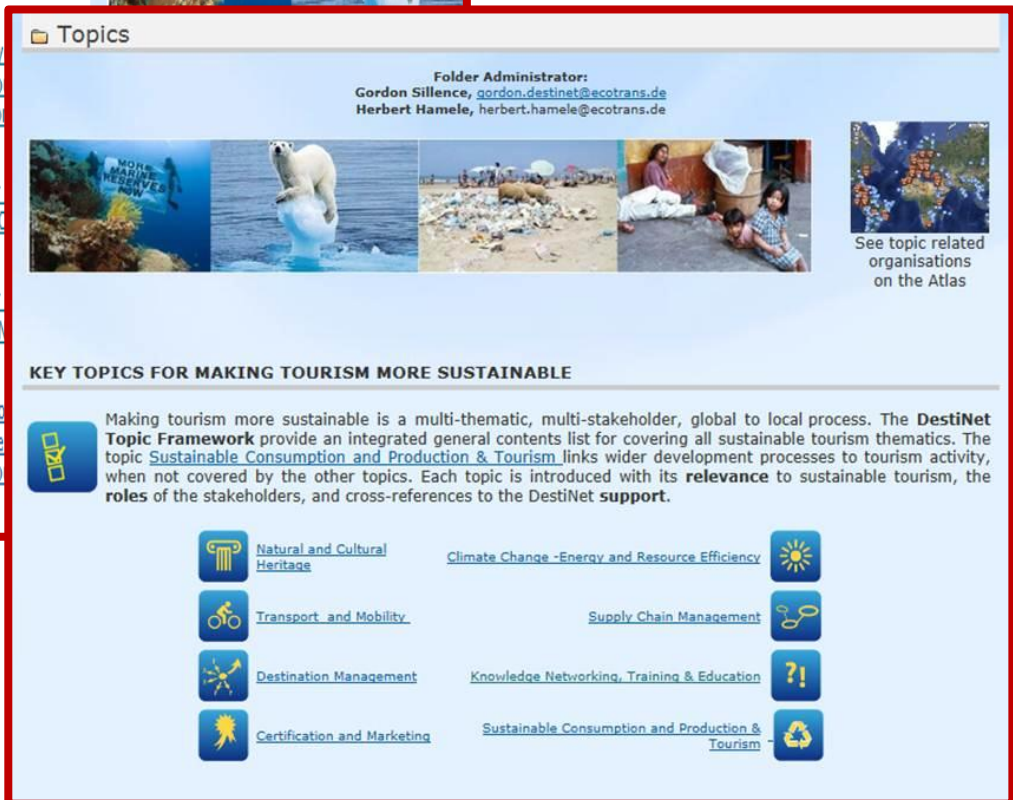 Topics
Folder Administrator:
Gordon Sillence, gordon.destinet@ecotrans.de
Herbert Hamele, herbert.hamele@ecotrans.de
MORE
MARINE
RESERVES
NOW
See topic related
organisations
on the Atlas
KEY TOPICS FOR MAKING TOURISM MORE SUSTAINABLE
Making tourism more sustainable is a multi-thematic, multi-stakeholder, global to local process. The DestiNet
Topic Framework provide an integrated general contents list for covering all sustainable tourism thematics. The
topic Sustainable Consumption and Production & Tourism links wider development processes to tourism activity,
when not covered by the other topics. Each topic is introduced with its relevance to sustainable tourism, the
roles of the stakeholders, and cross-references to the DestiNet support.
Natural and Cultural
Heritage
Climate Change -Energy and Resource Efficiency
Transport and Mobility
Supply Chain Management
Destination Management
Knowledge Networking, Training & Education
?!
Certification and Marketing
Sustainable Consumption and Production &
Tourism